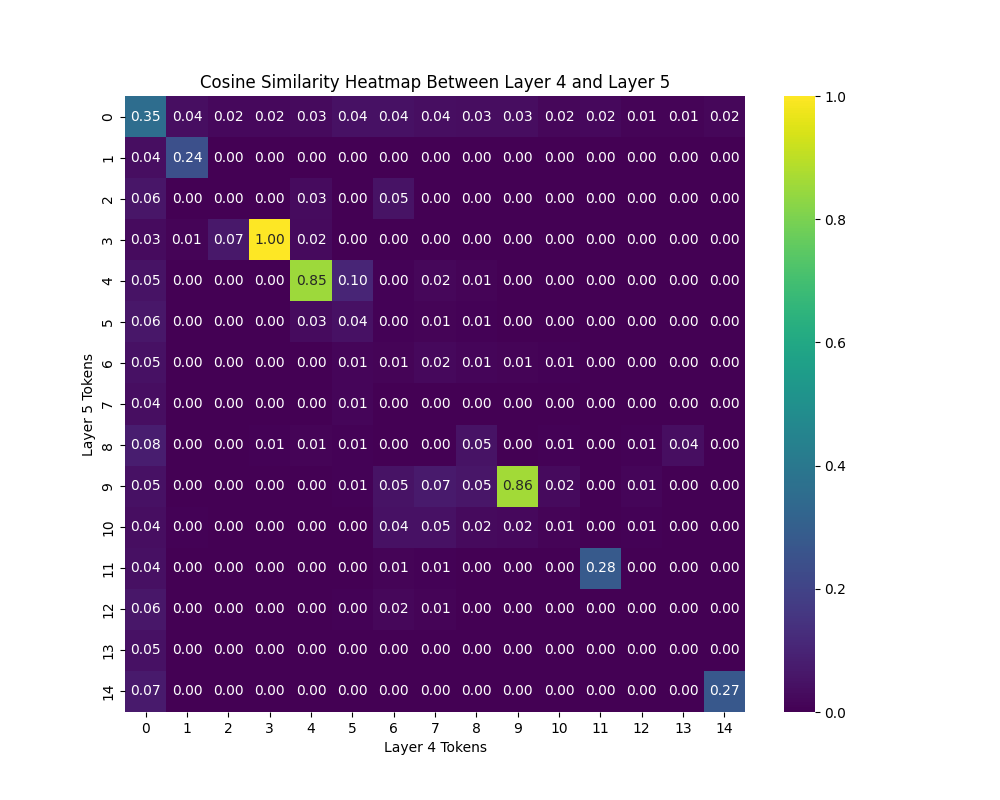 Cosine Similarity Heatmap Between Layer 4 and Layer 5
0 0.35 0.04 0.02 0.02 0.03 0.04 0.04 0.04 0.03 0.03 0.02 0.02 0.01 0.01 0.02
1 0.04 0.24 0.00 0.00 0.00 0.00 0.00 0.00 0.00 0.00 0.00 0.00 0.00 0.00 0.00
2 0.06 0.00 0.00 0.00 0.03 0.00 0.05 0.00 0.00 0.00 0.00 0.00 0.00 0.00 0.00
3 0.03 0.01 0.07 1.00 0.02 0.00 0.00 0.00 0.00 0.00 0.00 0.00 0.00 0.00 0.00
4 0.05 0.00 0.00 0.00 0.85 0.10 0.00 0.02 0.01 0.00 0.00 0.00 0.00 0.00 0.00
5 0.06 0.00 0.00 0.00 0.03 0.04 0.00 0.01 0.01 0.00 0.00 0.00 0.00 0.00 0.00
6 0.05 0.00 0.00 0.00 0.00 0.01 0.01 0.02 0.01 0.01 0.01 0.00 0.00 0.00 0.00
7 0.04 0.00 0.00 0.00 0.00 0.01 0.00 0.00 0.00 0.00 0.00 0.00 0.00 0.00 0.00
8 0.08 0.00 0.00 0.01 0.01 0.01 0.00 0.00 0.05 0.00 0.01 0.00 0.01 0.04 0.00
9 0.05 0.00 0.00 0.00 0.00 0.01 0.05 0.07 0.05 0.86 0.02 0.00 0.01 0.00 0.00
10 0.04 0.00 0.00 0.00 0.00 0.00 0.04 0.05 0.02 0.02 0.01 0.00 0.01 0.00 0.00
11 0.04 0.00 0.00 0.00 0.00 0.00 0.01 0.01 0.00 0.00 0.00 0.28 0.00 0.00 0.00
12 0.06 0.00 0.00 0.00 0.00 0.00 0.02 0.01 0.00 0.00 0.00 0.00 0.00 0.00 0.00
13 0.05 0.00 0.00 0.00 0.00 0.00 0.00 0.00 0.00 0.00 0.00 0.00 0.00 0.00 0.00
14 0.07 0.00 0.00 0.00 0.00 0.00 0.00 0.00 0.00 0.00 0.00 0.00 0.00 0.00 0.27
0 1 2 3 4 5 6 7 8 9 10 11 12 13 14
Layer 4 Tokens
Layer 5 Tokens
1.0
0.8
0.6
0.4
0.2
0.0